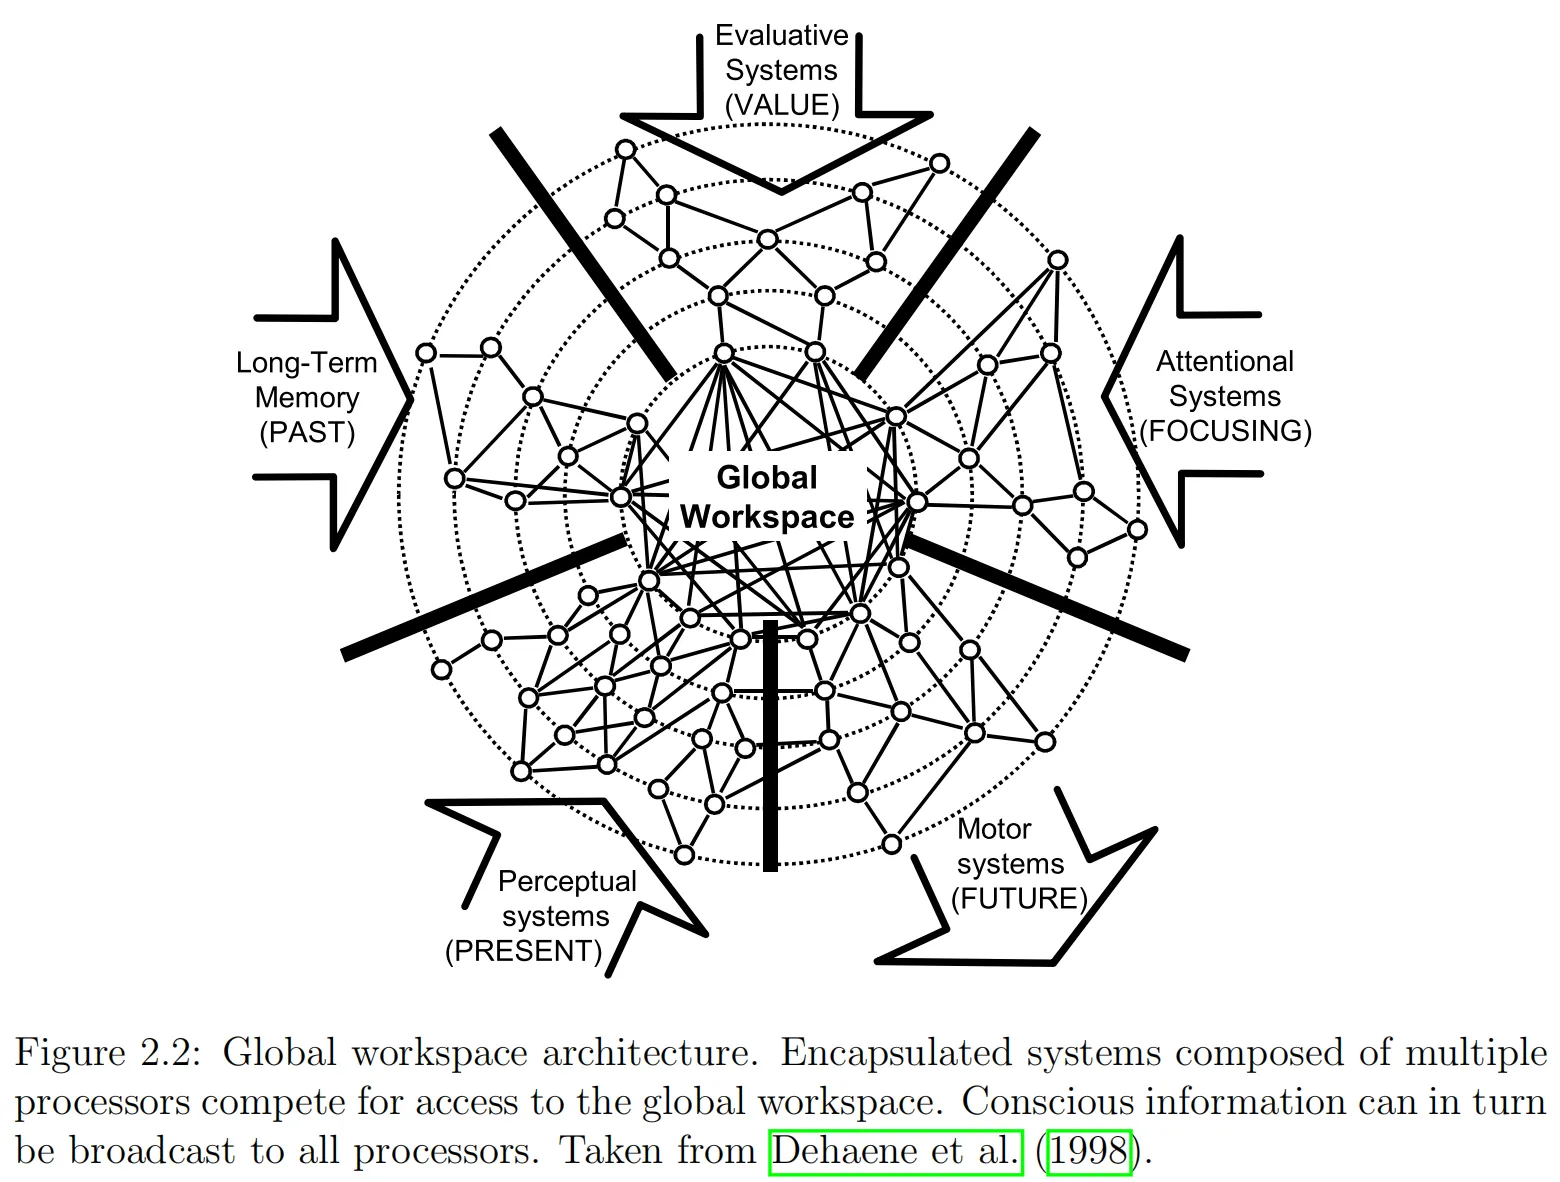 Evaluative
Systems
(VALUE)
Long-Term
Memory
(PAST)
Attentional
Systems
(FOCUSING)
Global
Workspace
Perceptual
systems
(PRESENT)
Motor
systems
(FUTURE)
Figure 2.2: Global workspace architecture. Encapsulated systems composed of multiple
processors compete for access to the global workspace. Conscious information can in turn
be broadcast to all processors. Taken from Dehaene et al. (1998).